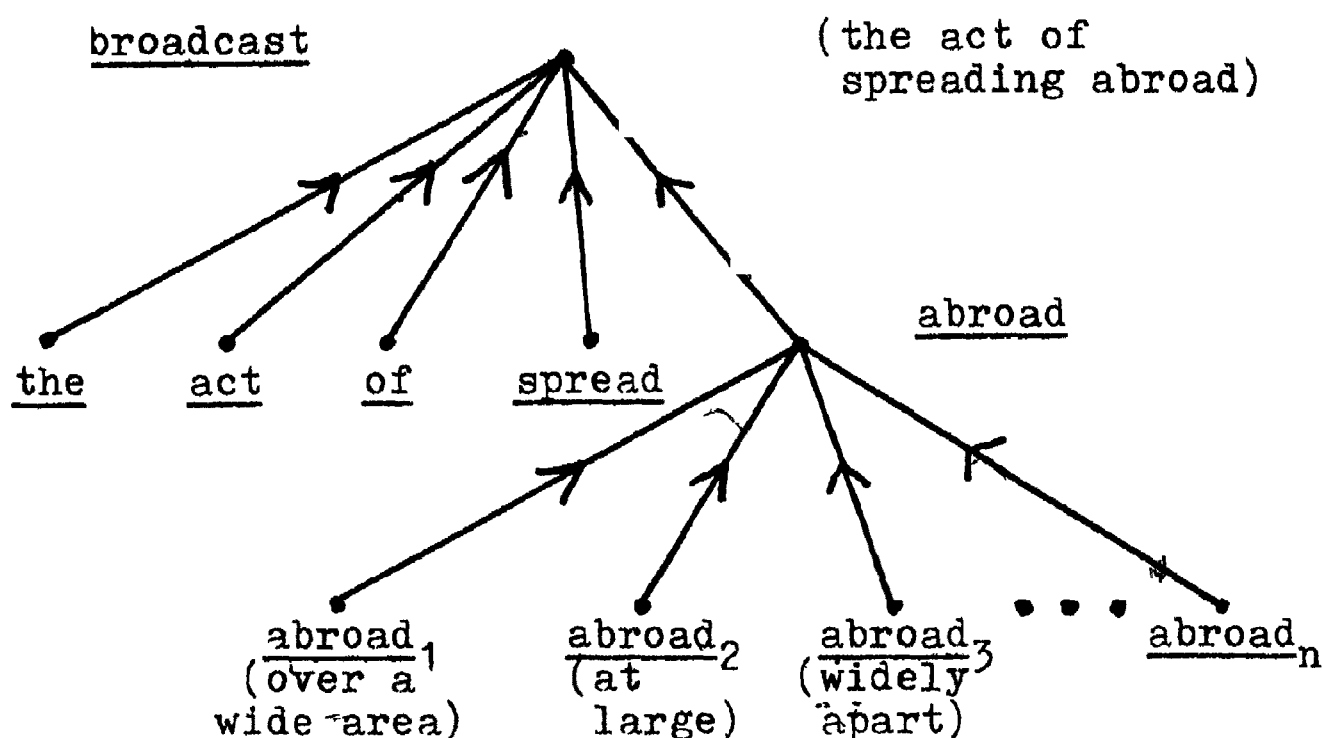 broadcast
(the act of
spreading abroad)
abroad
the act of spread
abroad1 abroad2 abroad3 abroadn
(over a (at (widely
wide area) large) apart)